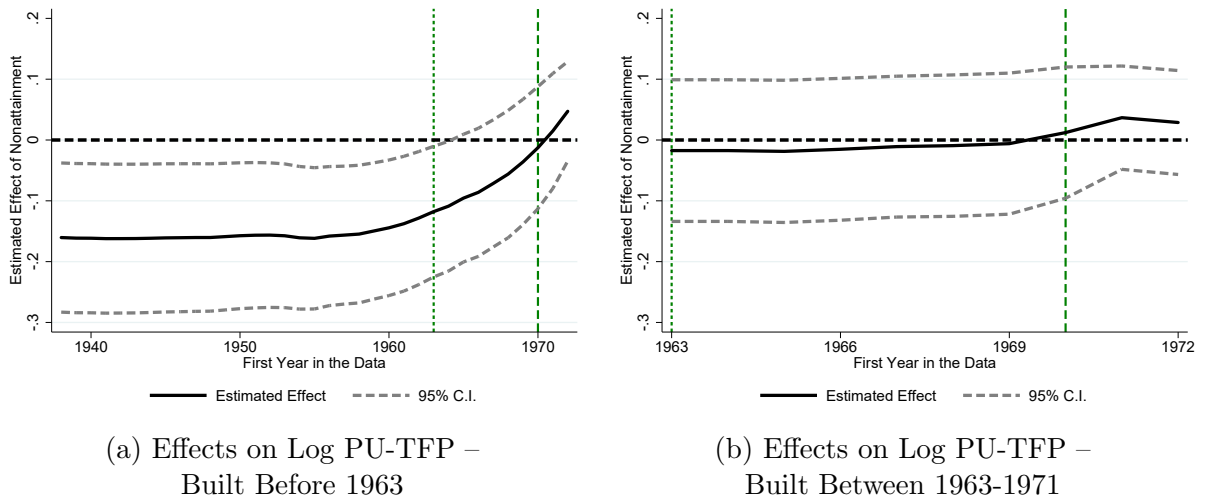 Estimated Effect of Nonattainment
.2
.1
0
-.1
-.2
-.3
1940 1950 1960 1970
First Year in the Data
Estimated Effect 95% C.I.
(a) Effects on Log PU-TFP –
Built Before 1963
Estimated Effect of Nonattainment
.2
.1
0
-.1
-.2
-.3
1963 1966 1969 1972
First Year in the Data
Estimated Effect 95% C.I.
(b) Effects on Log PU-TFP –
Built Between 1963-1971